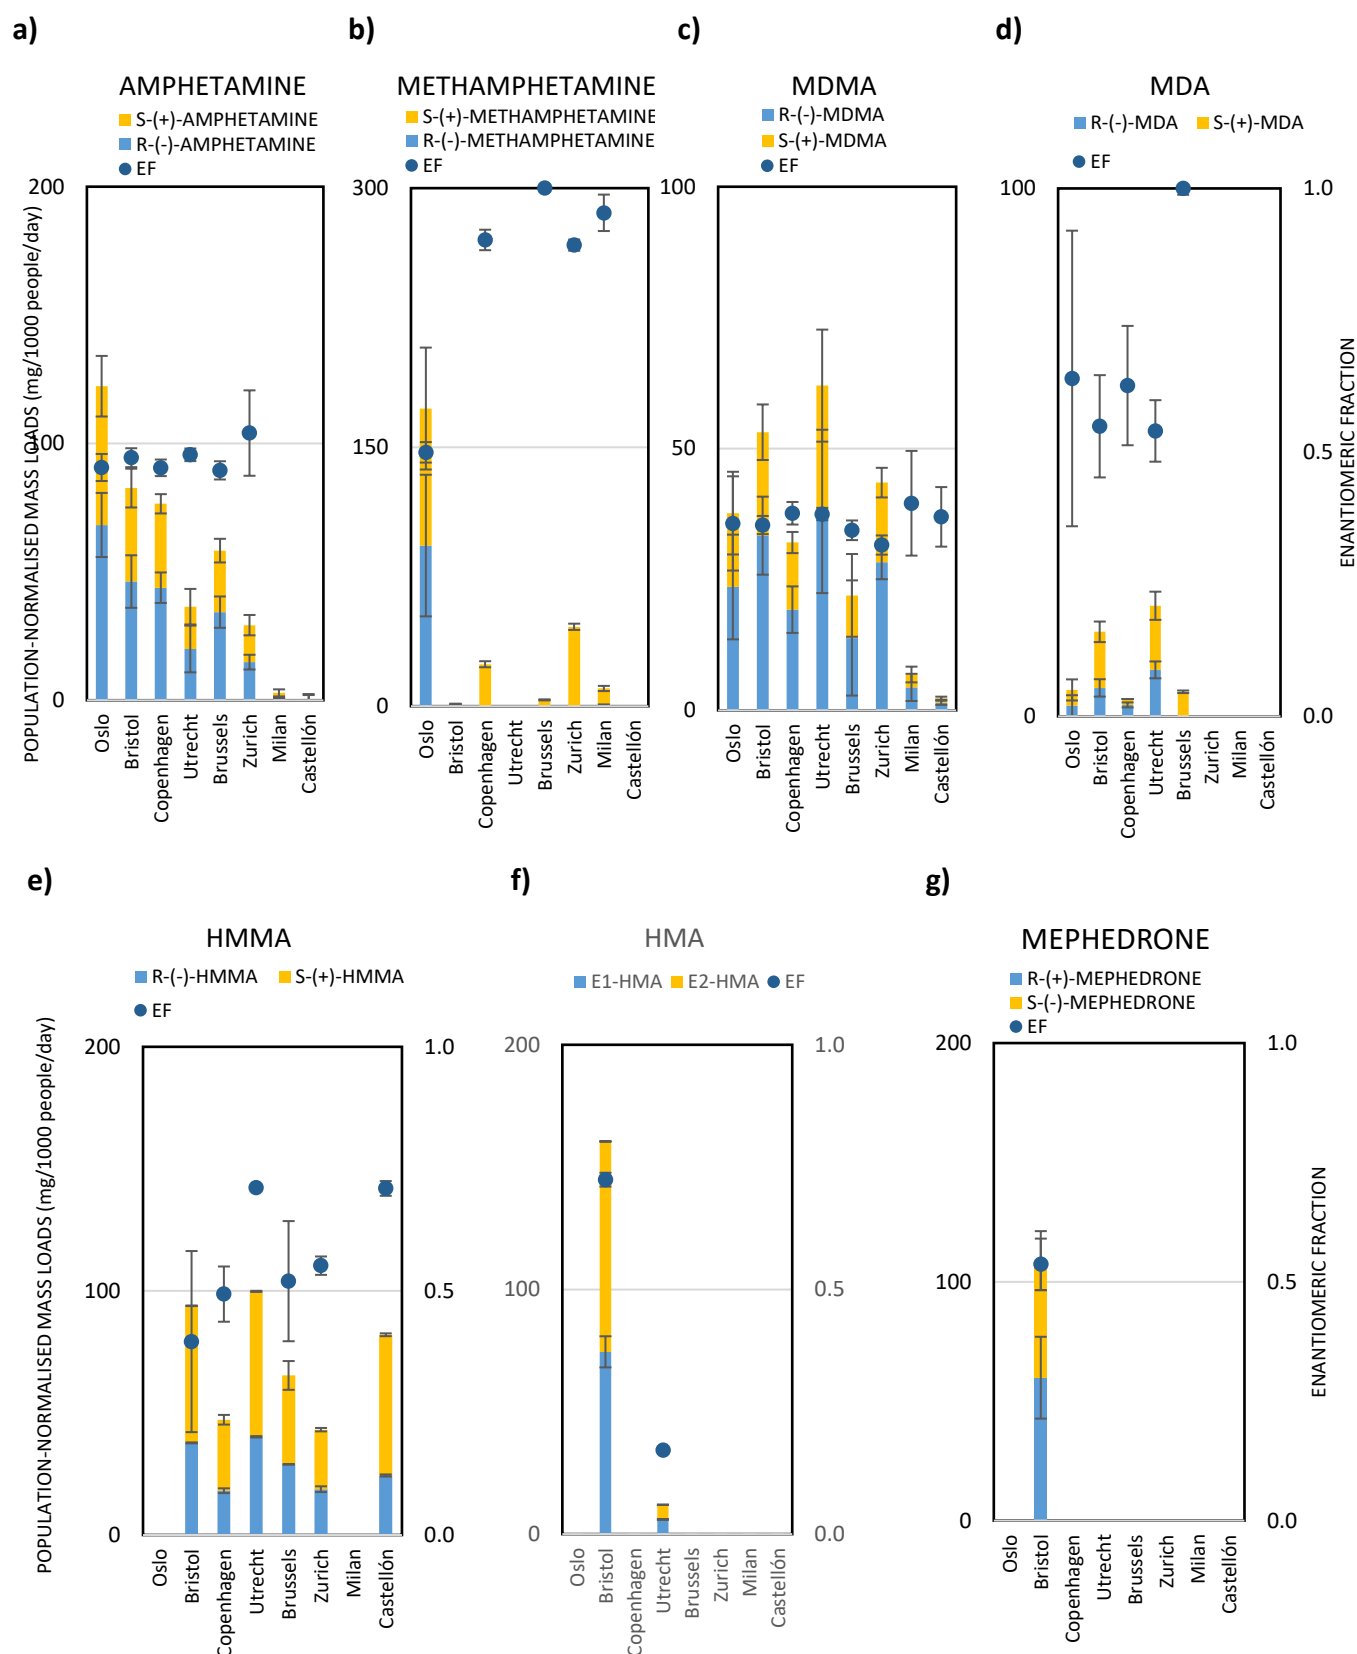 a)
b)
c)
d)
AMPHETAMINE
S-(+)-AMPHETAMINE
R-(-)-AMPHETAMINE
EF
METHAMPHETAMINE
S-(+)-METHAMPHETAMINE
R-(-)-METHAMPHETAMINE
EF
MDMA
R-(-)-MDMA
S-(+)-MDMA
EF
MDA
R-(-)-MDA S-(+)-MDA
EF
POPULATION-NORMALISED MASS LOADS (mg/1000 people/day)
200
100
0
Oslo
Bristol
Copenhagen
Utrecht
Brussels
Zurich
Milan
Castellón
300
150
0
Oslo
Bristol
Copenhagen
Utrecht
Brussels
Zurich
Milan
Castellón
100
50
0
Oslo
Bristol
Copenhagen
Utrecht
Brussels
Zurich
Milan
Castellón
100
0
1.0
0.5
0.0
Oslo
Bristol
Copenhagen
Utrecht
Brussels
Zurich
Milan
Castellón
ENANTIOMERIC FRACTION
e)
f)
g)
HMMA
R-(-)-HMMA S-(+)-HMMA
EF
HMA
E1-HMA E2-HMA EF
MEPHEDRONE
R-(+)-MEPHEDRONE
S-(-)-MEPHEDRONE
EF
POPULATION-NORMALISED MASS LOADS (mg/1000 people/day)
200
100
0
1.0
0.5
0.0
Oslo
Bristol
Copenhagen
Utrecht
Brussels
Zurich
Milan
Castellón
200
100
0
1.0
0.5
0.0
Oslo
Bristol
Copenhagen
Utrecht
Brussels
Zurich
Milan
Castellón
200
100
0
1.0
0.5
0.0
Oslo
Bristol
Copenhagen
Utrecht
Brussels
Zurich
Milan
Castellón
ENANTIOMERIC FRACTION